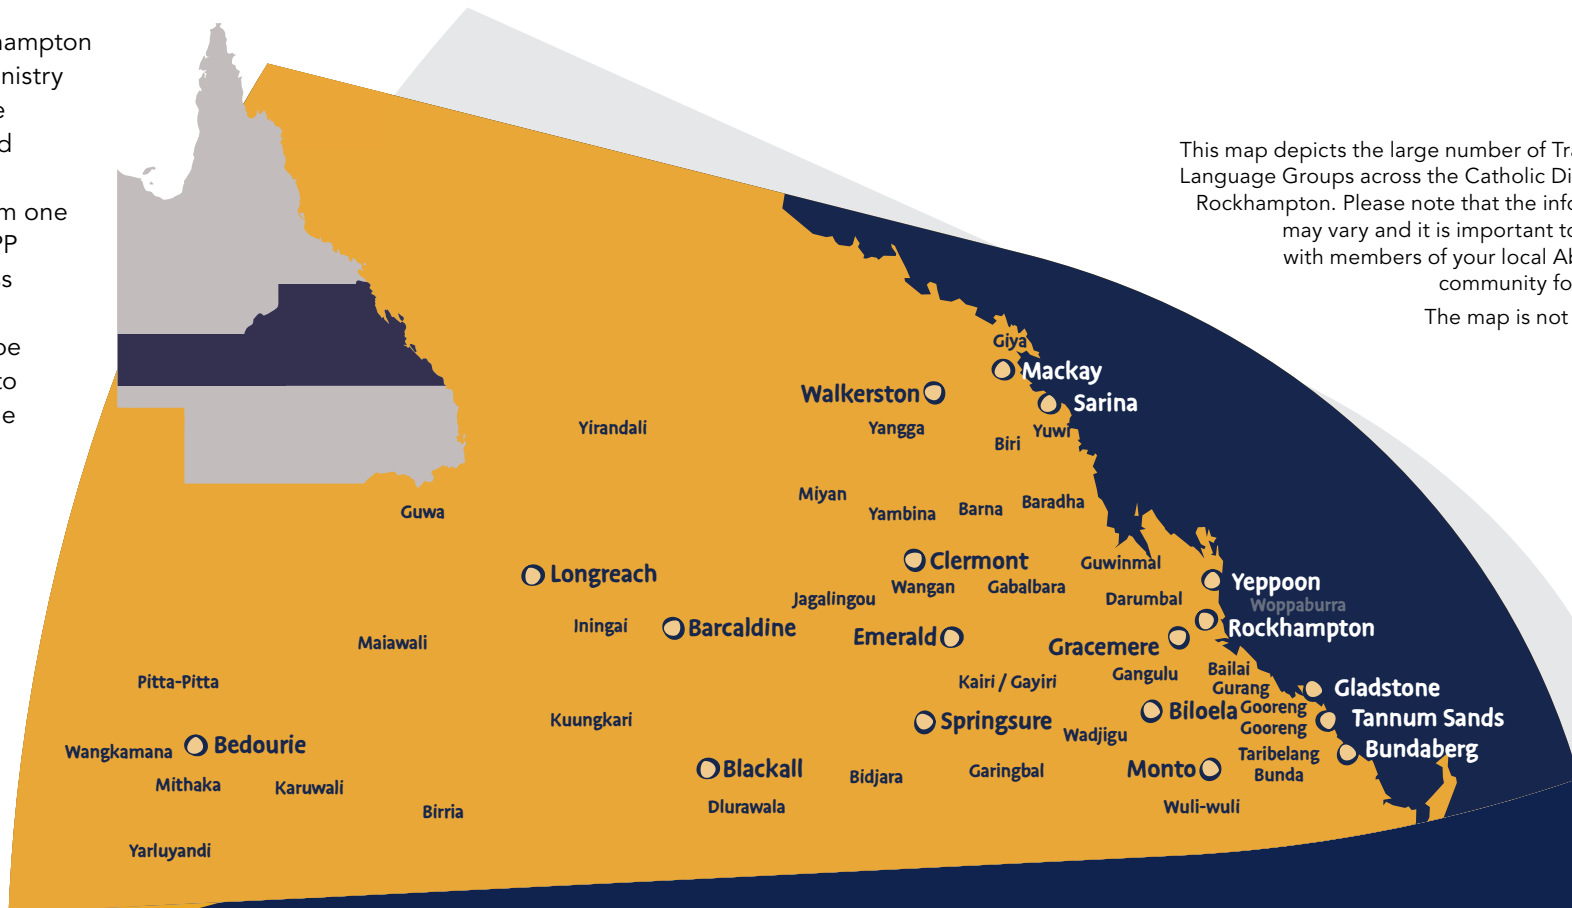 hampton
nistry
e
d
m one
PP
s
be
to
e
This map depicts the large number of Tra
Language Groups across the Catholic Di
Rockhampton. Please note that the info
may vary and it is important to
with members of your local Ab
community fo
The map is not
Giya
Mackay
Walkerston
Sarina
Yirandali
Yangga
Yuwi
Biri
Miyan
Baradha
Yambina
Barna
Guwa
Clermont
Guwinmal
Longreach
Yeppoon
Wangan
Gabalbara
Jagalingou
Darumbal
Woppaburra
Iningai
Barcaldine
Rockhampton
Emerald
Maiawali
Gracemere
Bailai
Gangulu
Pitta-Pitta
Kairi / Gayiri
Gurang
Gladstone
Kuungkari
Springsure
Biloela
Gooreng
Gooreng
Tannum Sands
Wadjigu
Wangkamana
Bedourie
Taribelang
Bunda
Bundaberg
Blackall
Bidjara
Garingbal
Monto
Mithaka
Karuwali
Birria
Dlurawala
Wuli-wuli
Yarluyandi